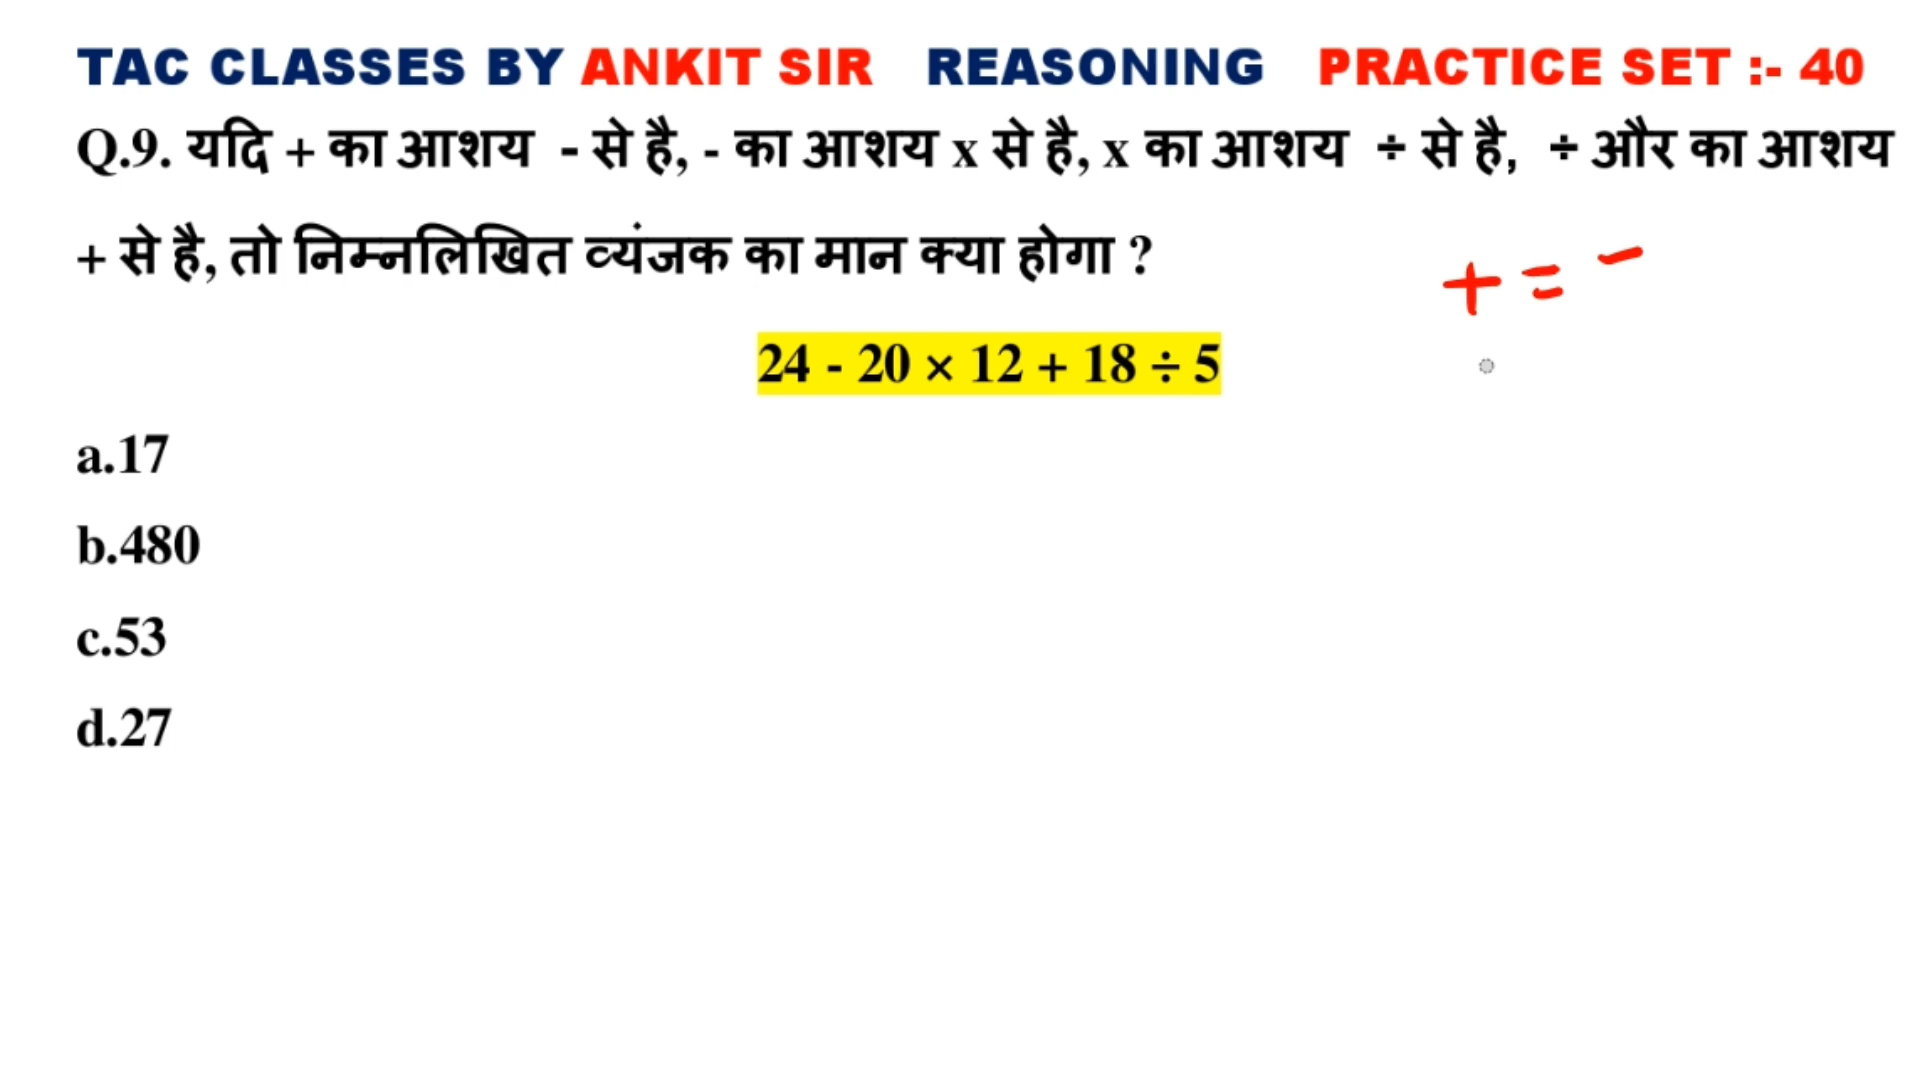 TAC CLASSES BY ANKIT SIR REASONING PRACTICE SET :- 40
Q.9. यदि + का आशय - से है, - का आशय x से है, x का आशय ÷ से है, ÷ और का आशय
+ से है, तो निम्नलिखित व्यंजक का मान क्या होगा ?
+ = -
24 - 20 × 12 + 18 ÷ 5
a.17
b.480
c.53
d.27